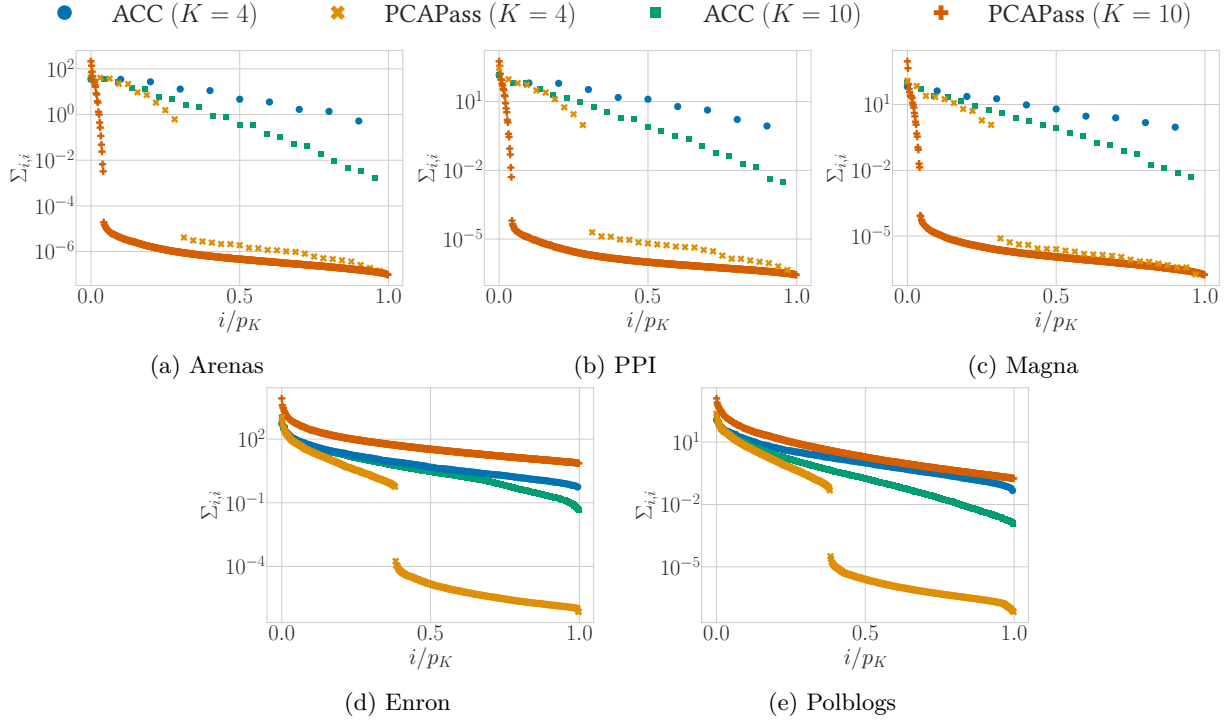 ACC (K = 4) PCAPass (K = 4) ACC (K = 10) PCAPass (K = 10)
10^2
10^0
10^{-2}
10^{-4}
10^{-6}
Σ_{i,i}
0.0 0.5 1.0
i/p_K
(a) Arenas
10^1
10^{-2}
10^{-5}
Σ_{i,i}
0.0 0.5 1.0
i/p_K
(b) PPI
10^1
10^{-2}
10^{-5}
Σ_{i,i}
0.0 0.5 1.0
i/p_K
(c) Magna
10^2
10^{-1}
10^{-4}
Σ_{i,i}
0.0 0.5 1.0
i/p_K
(d) Enron
10^1
10^{-2}
10^{-5}
Σ_{i,i}
0.0 0.5 1.0
i/p_K
(e) Polblogs